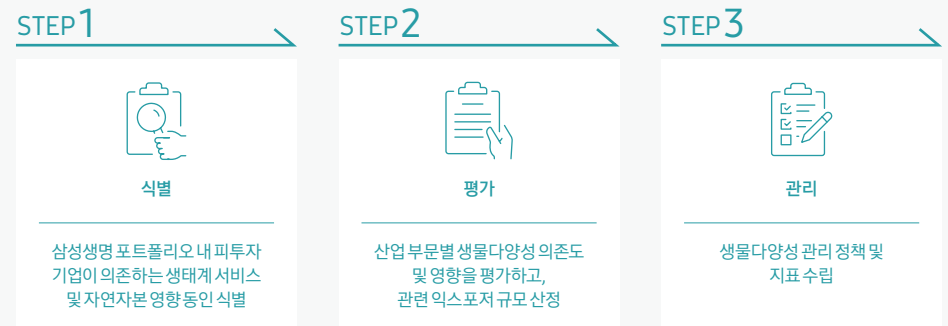 STEP 1
식별
삼성생명 포트폴리오 내 피투자
기업이 의존하는 생태계 서비스
및 자연자본 영향 동인 식별
STEP 2
평가
산업 부문별 생물다양성 의존도
및 영향을 평가하고,
관련 익스포저 규모 산정
STEP 3
관리
생물다양성 관리 정책 및
지표 수립